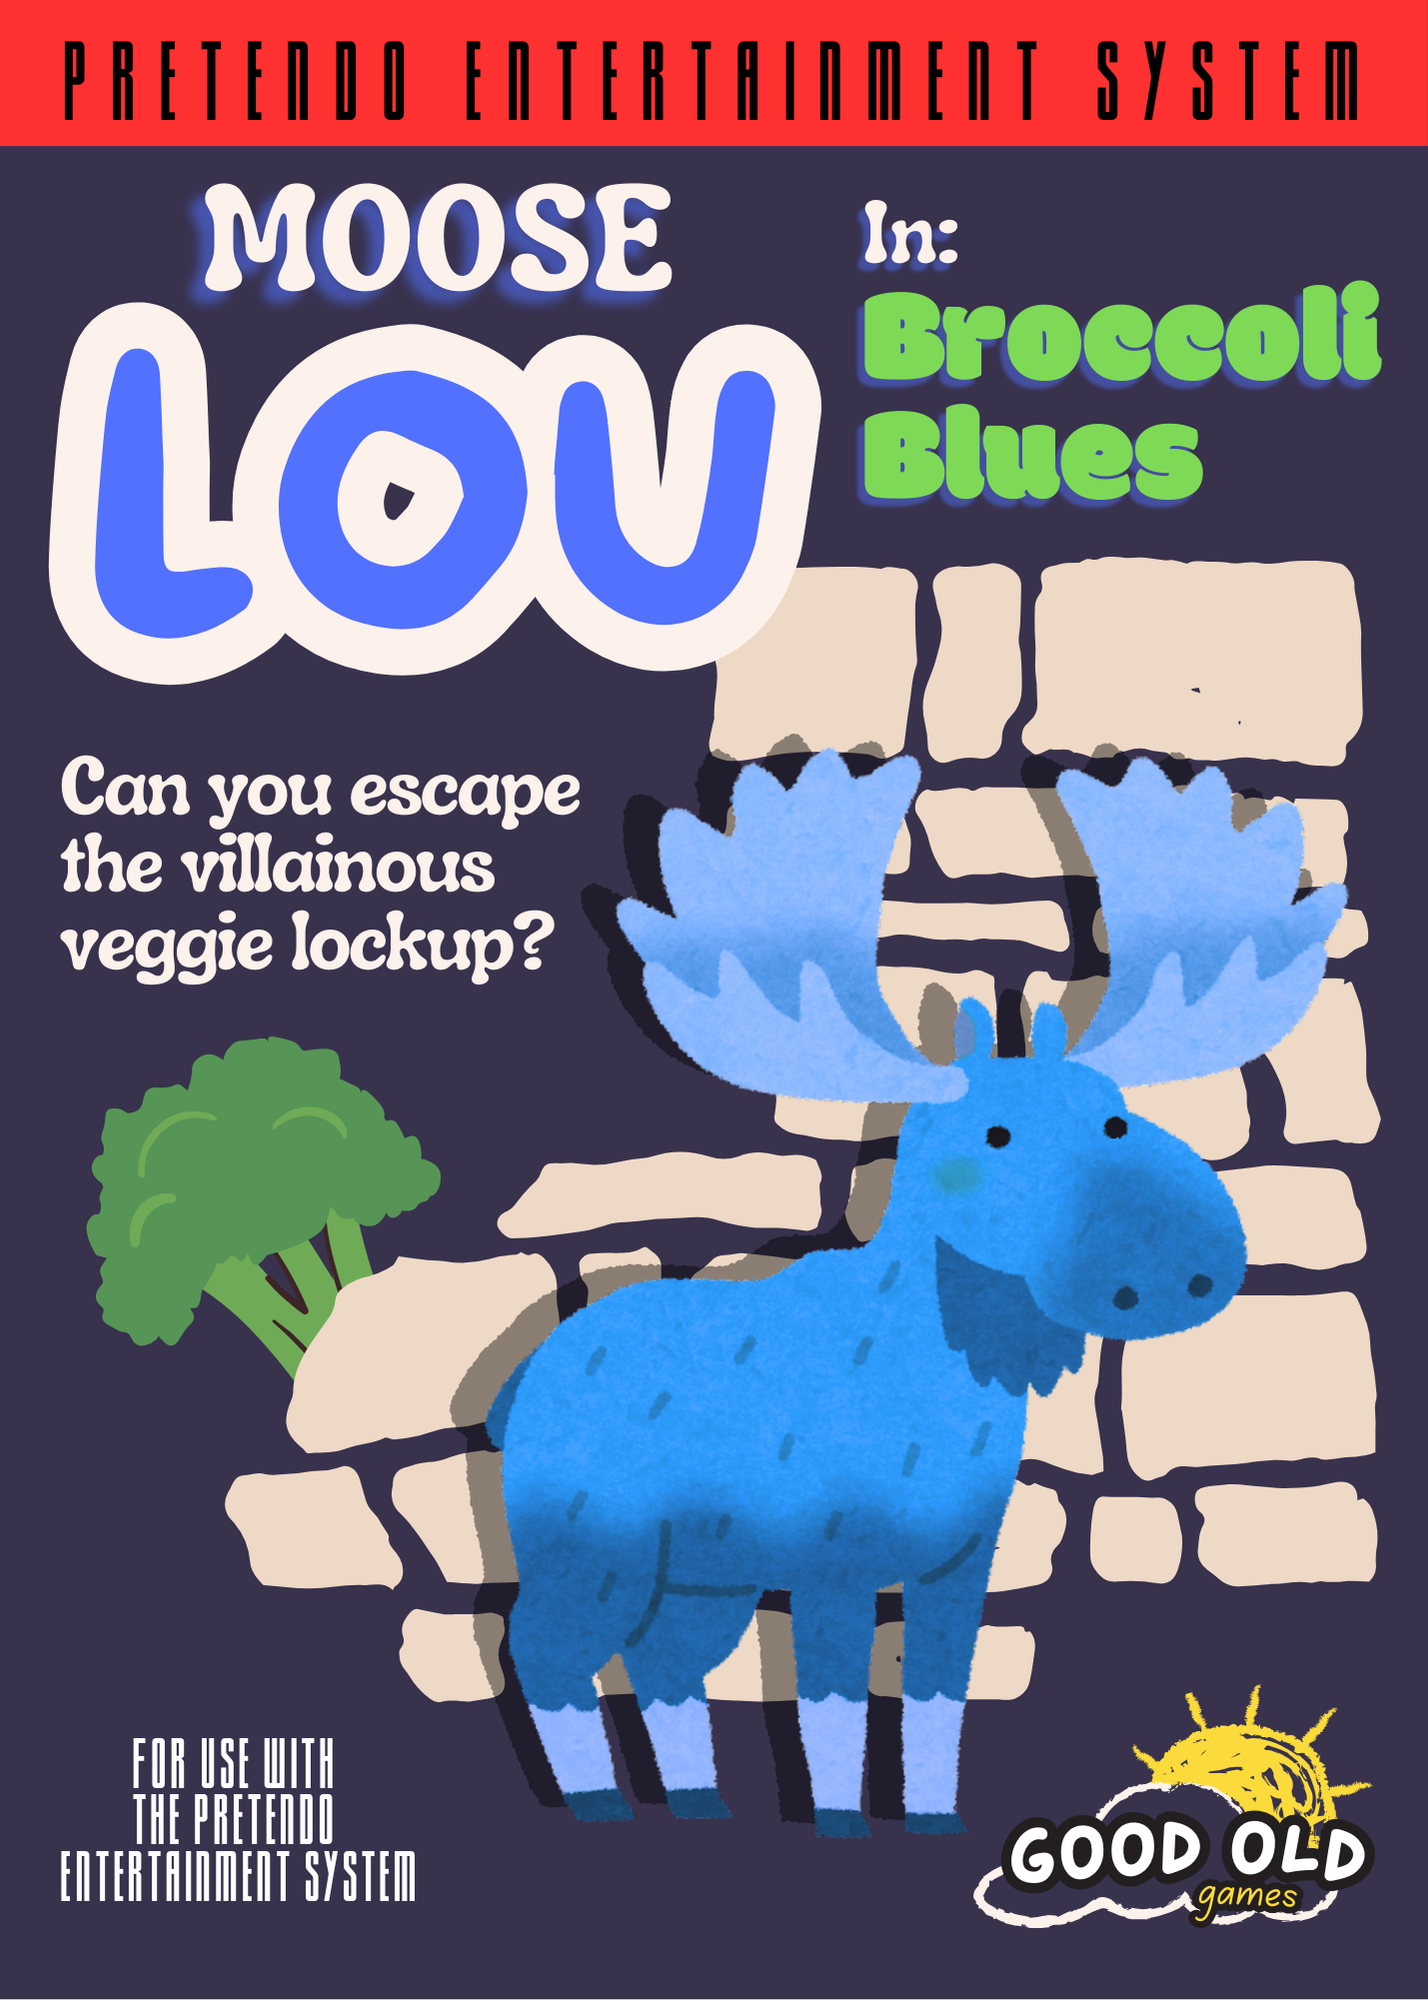 PRETENDO ENTERTAINMENT SYSTEM
MOOSE
LOU
In:
Broccoli
Blues
Can you escape
the villainous
veggie lockup?
FOR USE WITH
THE PRETENDO
ENTERTAINMENT SYSTEM
GOOD OLD
games